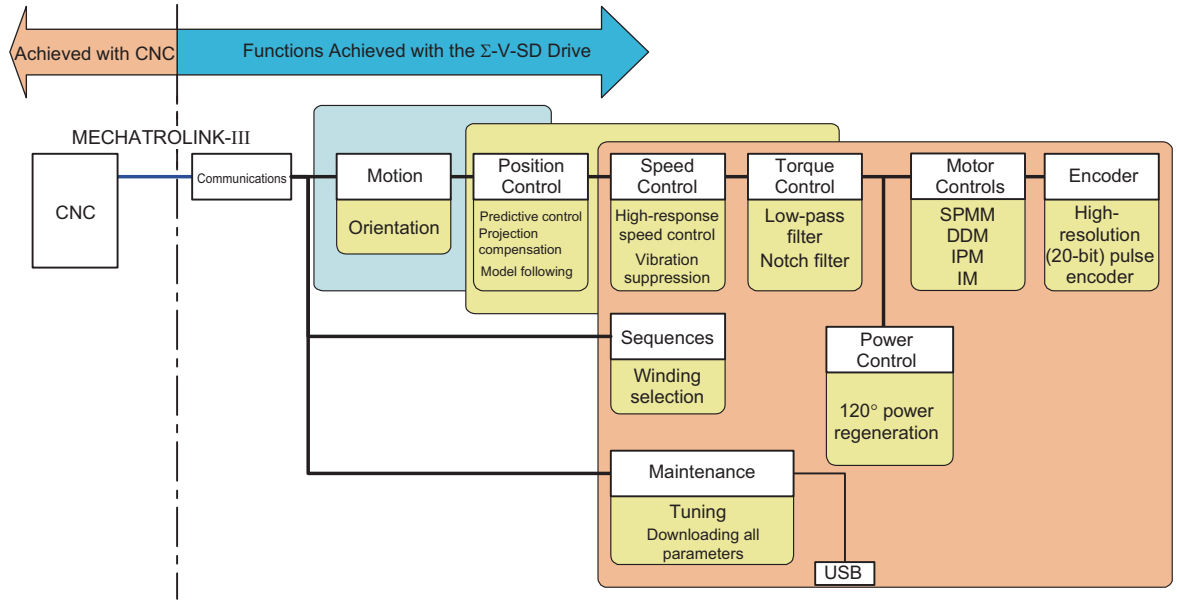 Achieved with CNC
Functions Achieved with the Σ-V-SD Drive
MECHATROLINK-III
CNC
Communications
Motion
Orientation
Position
Control
Predictive control
Projection
compensation
Model following
Speed
Control
High-response
speed control
Vibration
suppression
Torque
Control
Low-pass
filter
Notch filter
Motor
Controls
SPMM
DDM
IPM
IM
Encoder
High-
resolution
(20-bit) pulse
encoder
Sequences
Winding
selection
Power
Control
120° power
regeneration
Maintenance
Tuning
Downloading all
parameters
USB